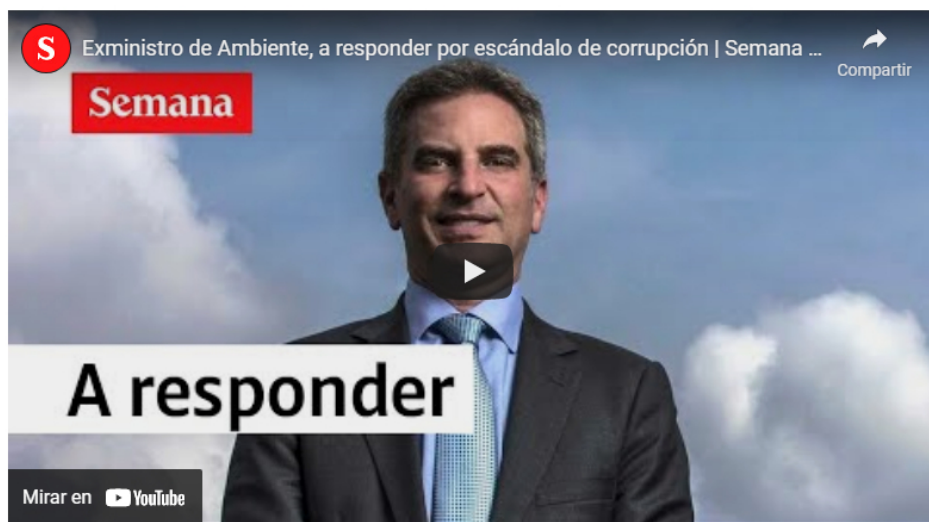 S
Exministro de Ambiente, a responder por escándalo de corrupción | Semana ...
Compartir
Semana
A responder
Mirar en YouTube